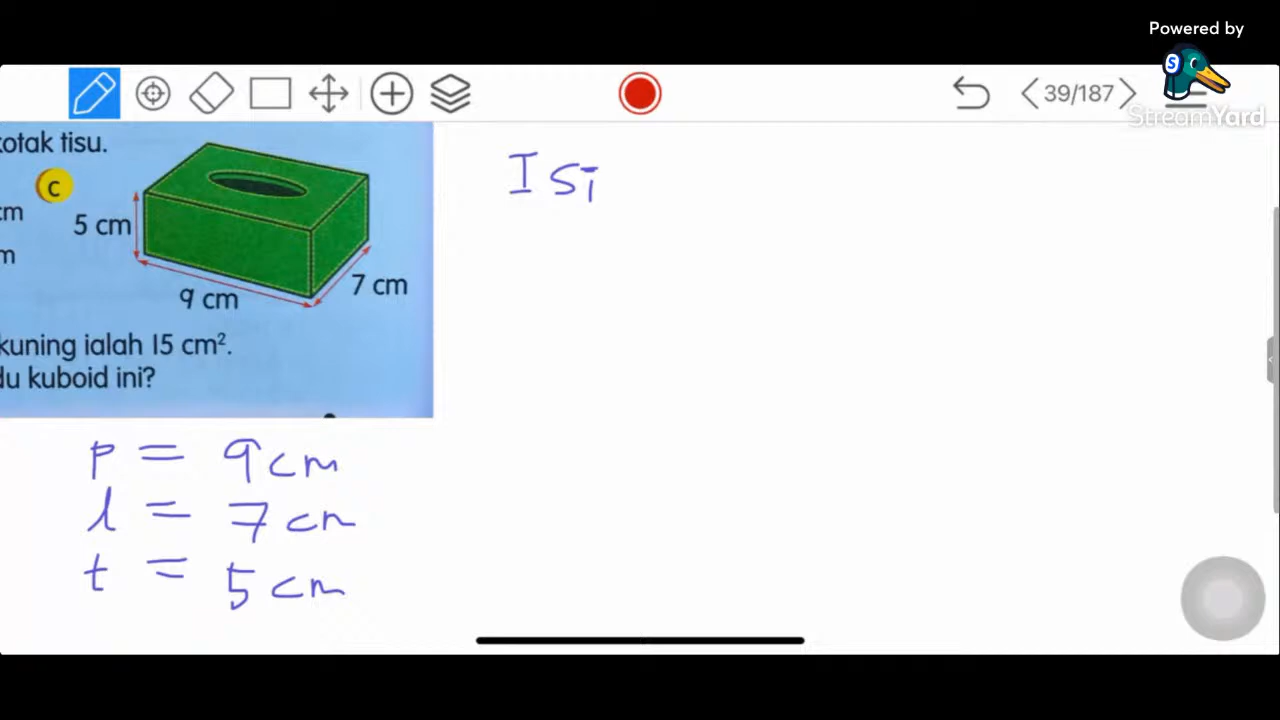 Powered by
StreamYard
39/187
kotak tisu.
c
cm
5 cm
m
9 cm
7 cm
kuning ialah 15 cm².
du kuboid ini?
Isi
p = 9 cm
l = 7 cm
t = 5 cm